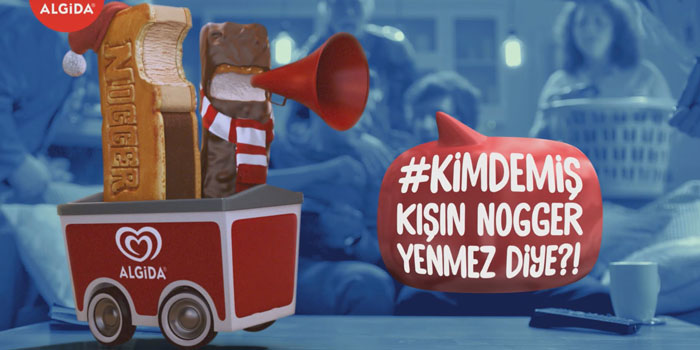 ALGiDA
NOGGER
ALGiDA
#KİMDEMİŞ
KIŞIN NOGGER
YENMEZ DİYE?!